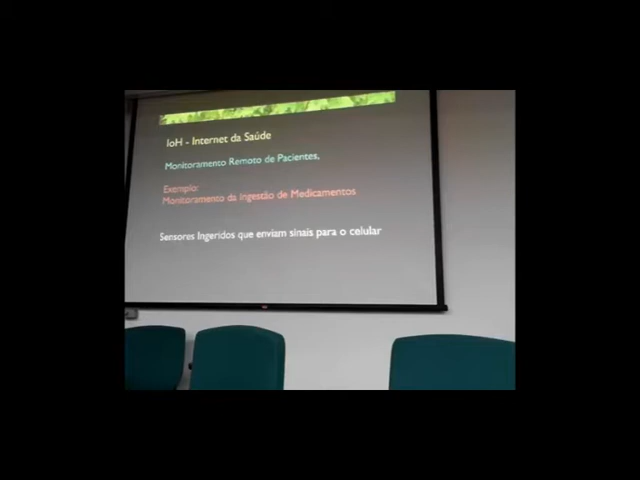 IoH - Internet da Saúde
Monitoramento Remoto de Pacientes,
Exemplo:
Monitoramento da Ingestão de Medicamentos
Sensores Ingeridos que enviam sinais para o celular